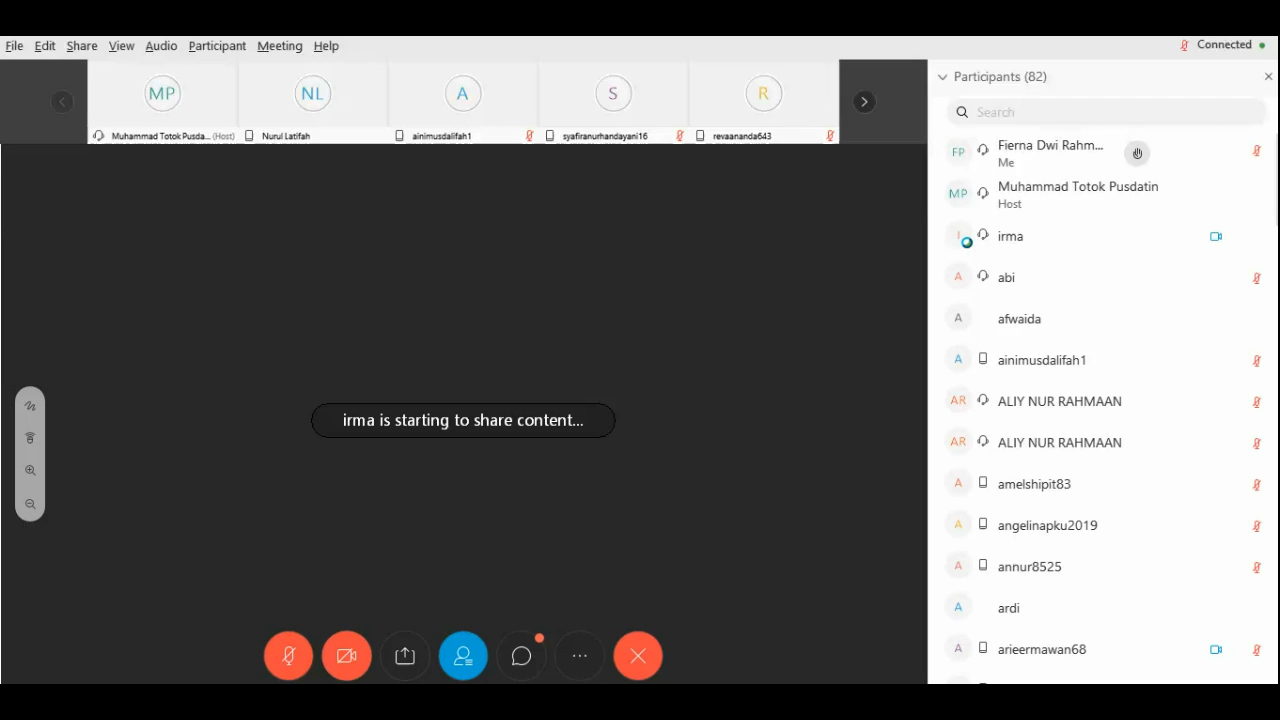 File Edit Share View Audio Participant Meeting Help
Connected
MP
NL
A
S
R
Muhammad Totok Pusda... (Host)
Nurul Latifah
ainimusdalifah1
syafiranurhandayani16
revaananda643
irma is starting to share content...
Participants (82)
Search
FP
Fierna Dwi Rahm...
Me
MP
Muhammad Totok Pusdatin
Host
I
irma
A
abi
A
afwaida
A
ainimusdalifah1
AR
ALIY NUR RAHMAAN
AR
ALIY NUR RAHMAAN
A
amelshipit83
A
angelinapku2019
A
annur8525
A
ardi
A
arieermawan68